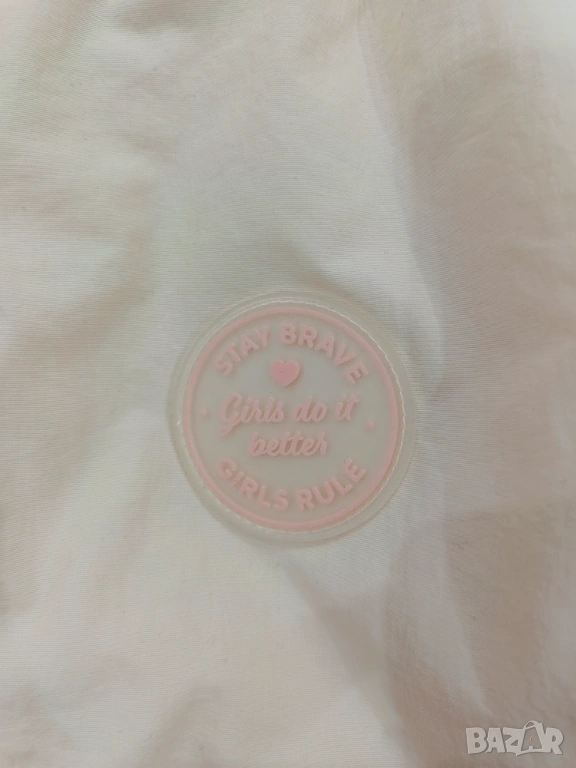 STAY BRAVE
Girls do it
better
GIRLS RULE
BAZAR